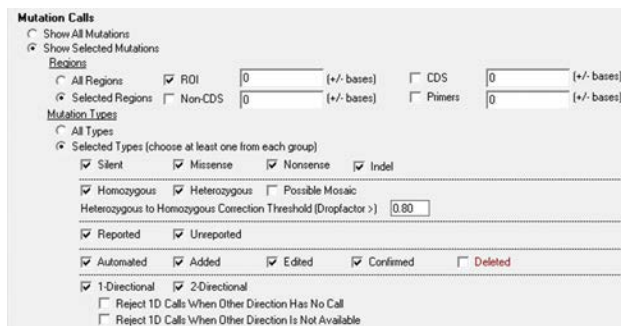 Mutation Calls
Show All Mutations
Show Selected Mutations
Regions
All Regions ROI 0 (+/- bases) CDS 0 (+/- bases)
Selected Regions Non-CDS 0 (+/- bases) Primers 0 (+/- bases)
Mutation Types
All Types
Selected Types (choose at least one from each group)
Silent Missense Nonsense Indel
Homozygous Heterozygous Possible Mosaic
Heterozygous to Homozygous Correction Threshold (Dropfactor >) 0.80
Reported Unreported
Automated Added Edited Confirmed Deleted
1-Directional 2-Directional
Reject 1D Calls When Other Direction Has No Call
Reject 1D Calls When Other Direction Is Not Available